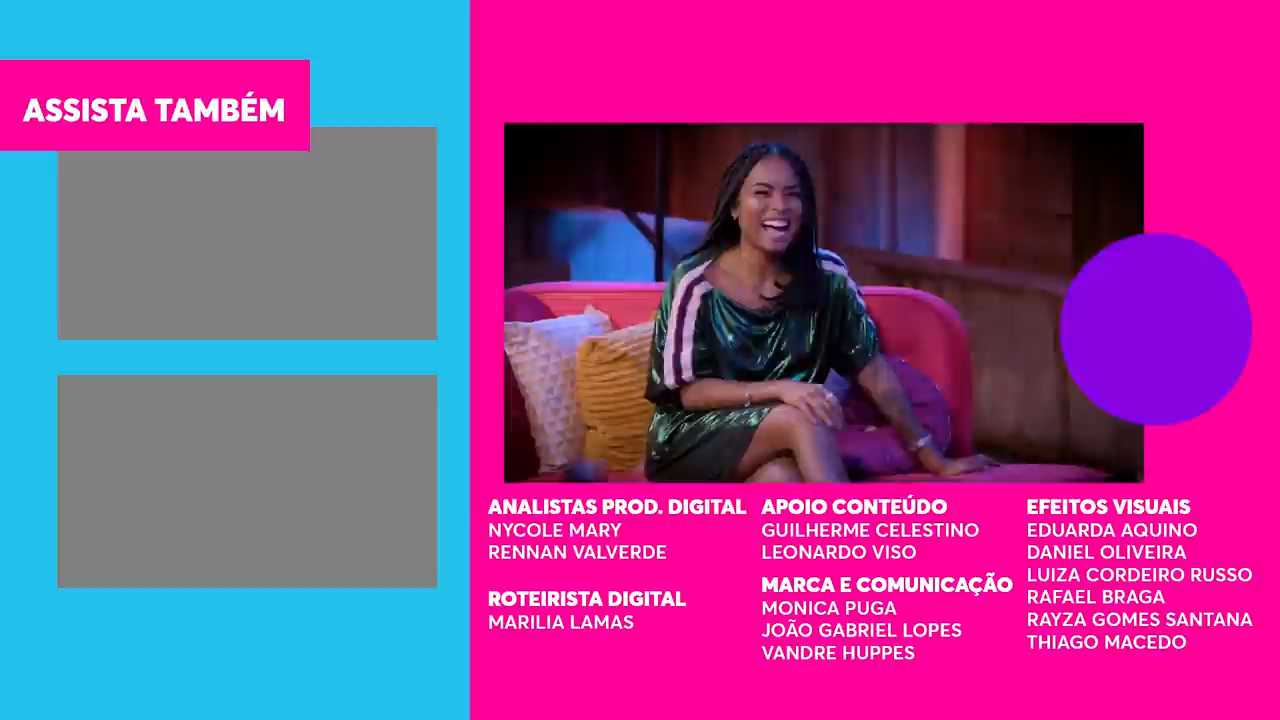 ASSISTA TAMBÉM
ANALISTAS PROD. DIGITAL
NYCOLE MARY
RENNAN VALVERDE
ROTEIRISTA DIGITAL
MARILIA LAMAS
APOIO CONTEÚDO
GUILHERME CELESTINO
LEONARDO VISO
MARCA E COMUNICAÇÃO
MONICA PUGA
JOÃO GABRIEL LOPES
VANDRE HUPPES
EFEITOS VISUAIS
EDUARDA AQUINO
DANIEL OLIVEIRA
LUIZA CORDEIRO RUSSO
RAFAEL BRAGA
RAYZA GOMES SANTANA
THIAGO MACEDO